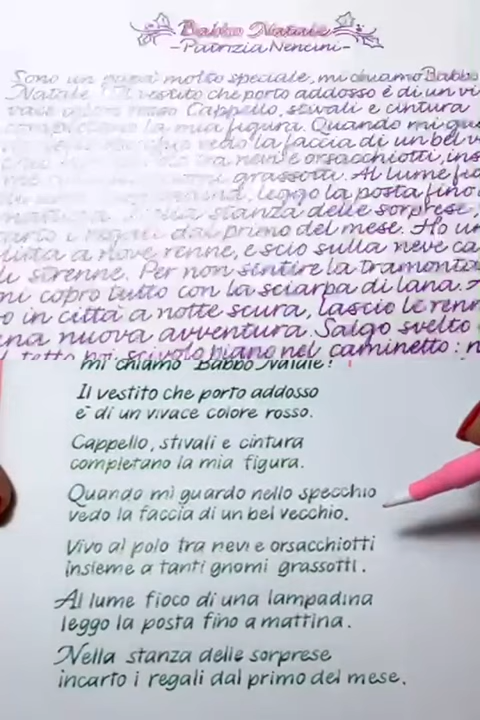 Babbo Natale
-Patrizia Nencini-
Sono un papà molto speciale, mi chiamo Babbo
Natale! Il vestito che porto addosso è di un vi
vace colore rosso Cappello, stivali e cintura
completano la mia figura. Quando mi gua
vedo la faccia di un bel v
tra nevi e orsacchiotti, ins
grassotti. Al lume fio
leggo la posta fino
stanza delle sorprese,
i regali dal primo del mese. Ho un
a nove renne, e scio sulla neve ca
strenne. Per non sentire la tramonta
mi copro tutto con la sciarpa di lana. A
o in città a notte scura, lascio le renn
una nuova avventura. Salgo svelto
tetto poi scivolo piano nel caminetto: n
mi chiamo Babbo Natale!
Il vestito che porto addosso
è di un vivace colore rosso.
Cappello, stivali e cintura
completano la mia figura.
Quando mi guardo nello specchio
vedo la faccia di un bel vecchio.
Vivo al polo tra nevi e orsacchiotti
insieme a tanti gnomi grassotti.
Al lume fioco di una lampadina
leggo la posta fino a mattina.
Nella stanza delle sorprese
incarto i regali dal primo del mese.